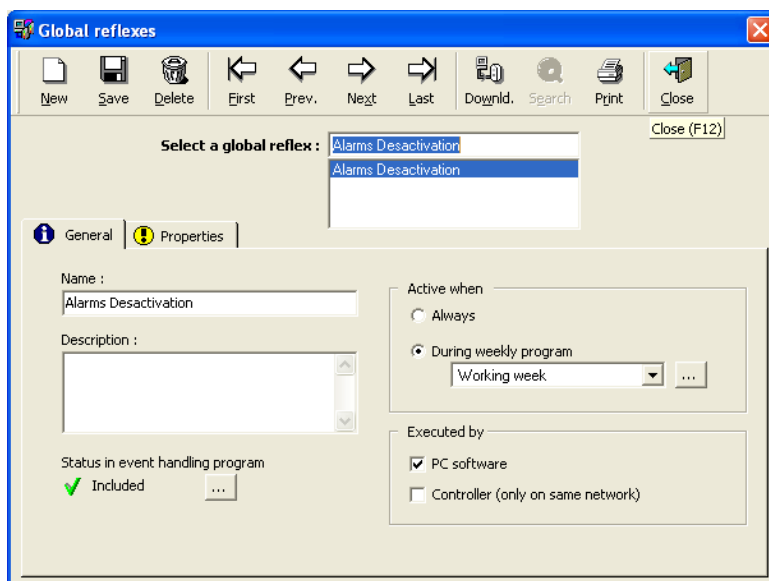 Global reflexes
New Save Delete First Prev. Next Last Downld. Search Print Close
Close (F12)
Select a global reflex : Alarms Desactivation
Alarms Desactivation
General Properties
Name :
Alarms Desactivation
Description :
Status in event handling program
Included ...
Active when
Always
During weekly program
Working week ...
Executed by
PC software
Controller (only on same network)